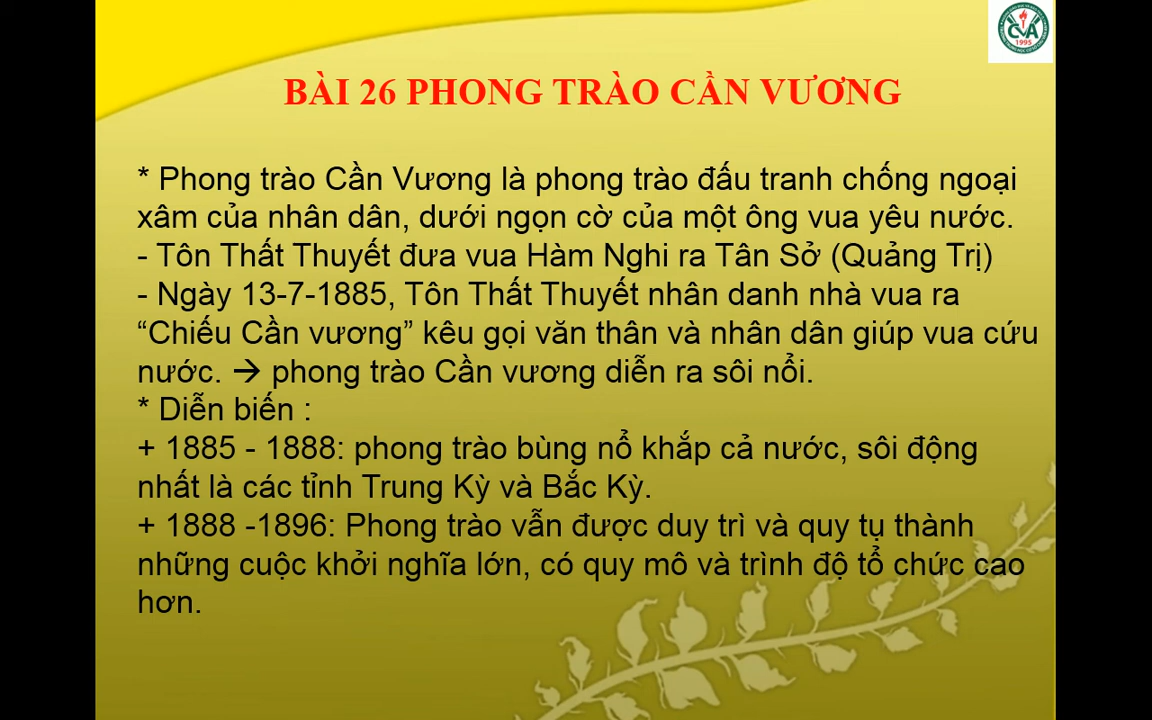 CVA
1995
BÀI 26 PHONG TRÀO CẦN VƯƠNG
* Phong trào Cần Vương là phong trào đấu tranh chống ngoại
xâm của nhân dân, dưới ngọn cờ của một ông vua yêu nước.
- Tôn Thất Thuyết đưa vua Hàm Nghi ra Tân Sở (Quảng Trị)
- Ngày 13-7-1885, Tôn Thất Thuyết nhân danh nhà vua ra
“Chiếu Cần vương” kêu gọi văn thân và nhân dân giúp vua cứu
nước. → phong trào Cần vương diễn ra sôi nổi.
* Diễn biến :
+ 1885 - 1888: phong trào bùng nổ khắp cả nước, sôi động
nhất là các tỉnh Trung Kỳ và Bắc Kỳ.
+ 1888 -1896: Phong trào vẫn được duy trì và quy tụ thành
những cuộc khởi nghĩa lớn, có quy mô và trình độ tổ chức cao
hơn.